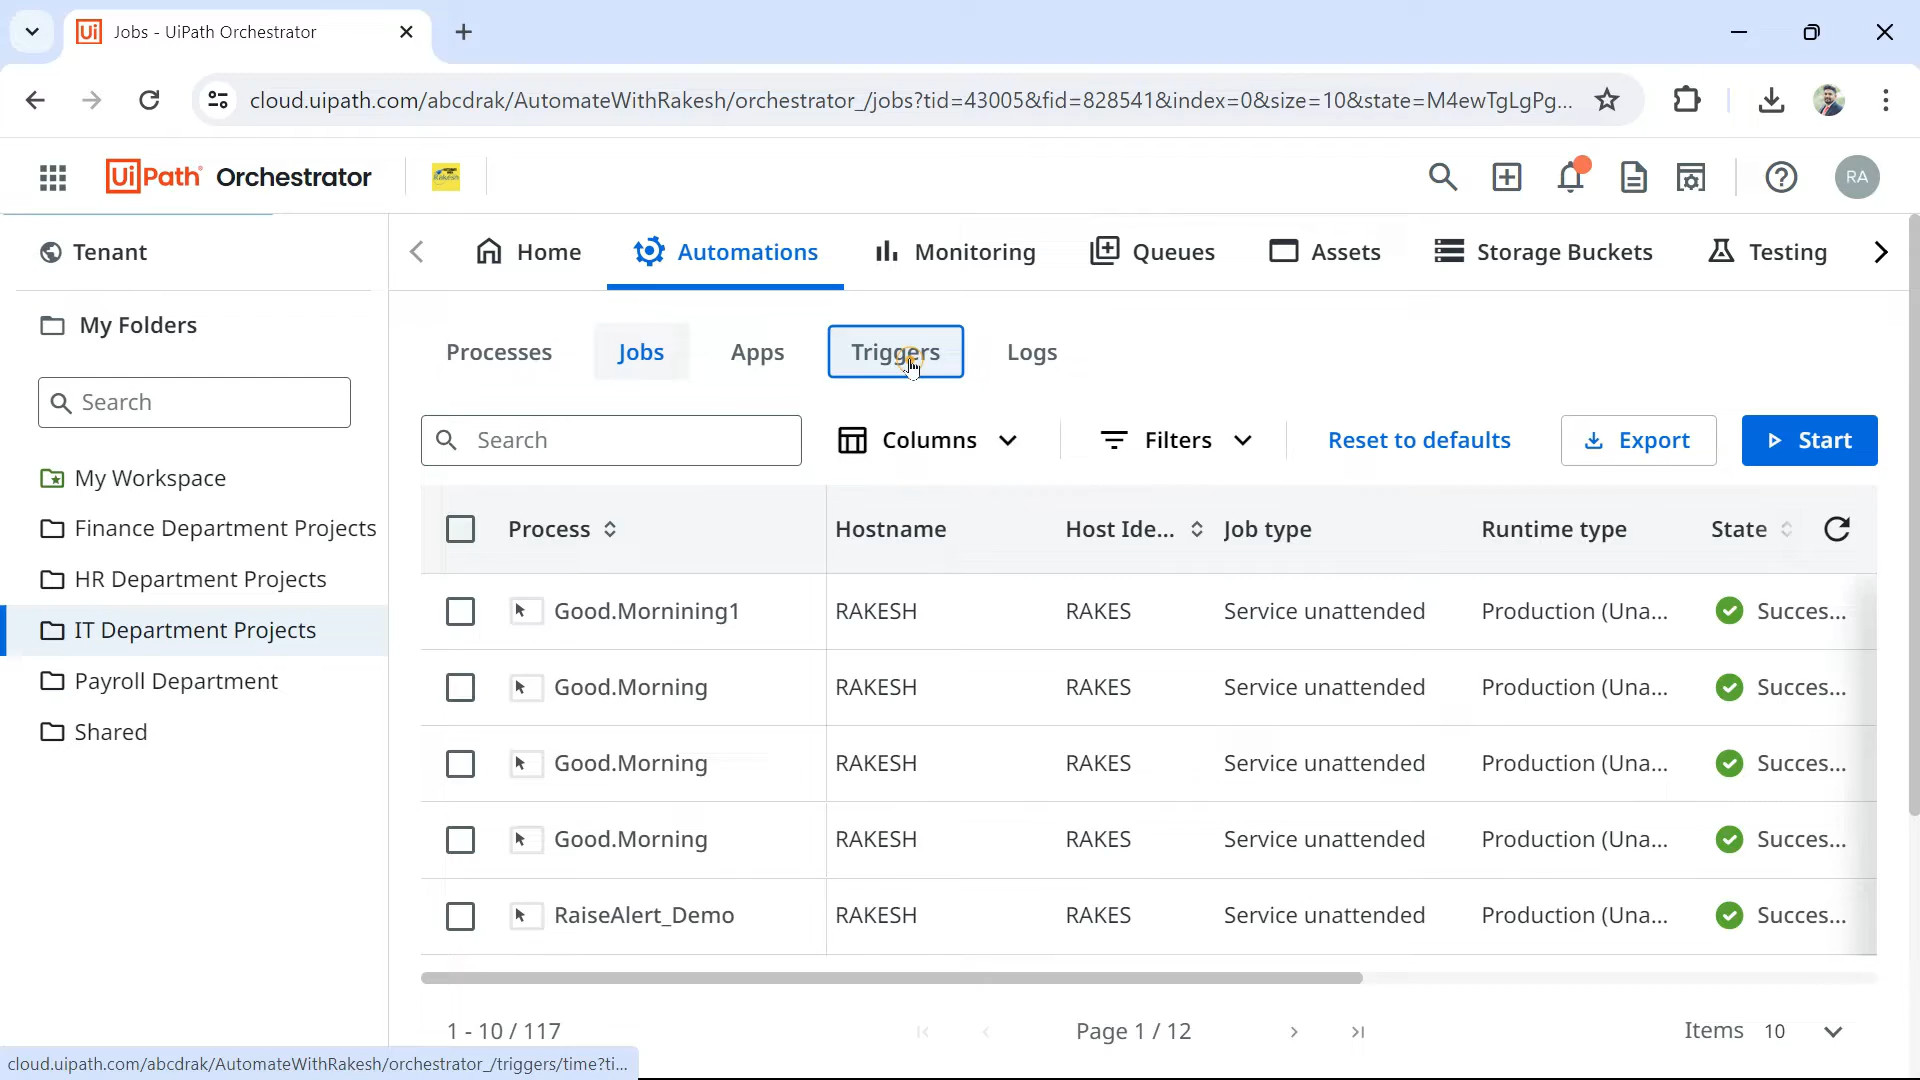 Jobs - UiPath Orchestrator
cloud.uipath.com/abcdrak/AutomateWithRakesh/orchestrator_/jobs?tid=43005&fid=828541&index=0&size=10&state=M4ewTgLgPg...
UiPath Orchestrator
RA
Tenant
Home Automations Monitoring Queues Assets Storage Buckets Testing
My Folders
Processes Jobs Apps Triggers Logs
Search
Search Columns Filters Reset to defaults Export Start
My Workspace
Finance Department Projects
HR Department Projects
IT Department Projects
Payroll Department
Shared
Process Hostname Host Ide... Job type Runtime type State
Good.Mornining1 RAKESH RAKES Service unattended Production (Una... Succes...
Good.Morning RAKESH RAKES Service unattended Production (Una... Succes...
Good.Morning RAKESH RAKES Service unattended Production (Una... Succes...
Good.Morning RAKESH RAKES Service unattended Production (Una... Succes...
RaiseAlert_Demo RAKESH RAKES Service unattended Production (Una... Succes...
1 - 10 / 117 Page 1 / 12 Items 10
cloud.uipath.com/abcdrak/AutomateWithRakesh/orchestrator_/triggers/time?ti...